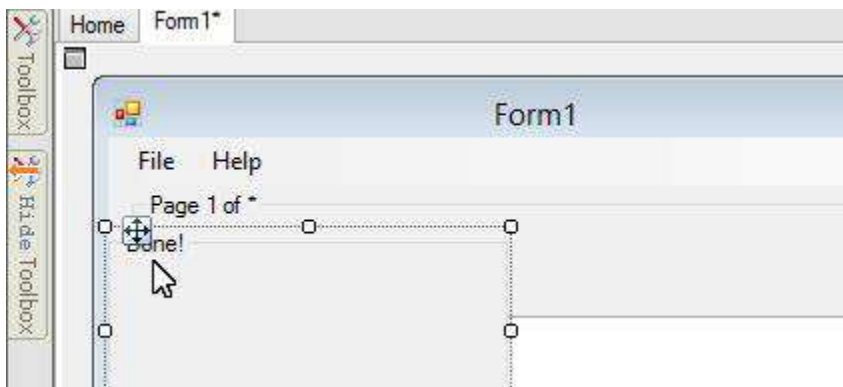 Home Form1*
Toolbox
Form1
File Help
Page 1 of *
Done!
Hide Toolbox